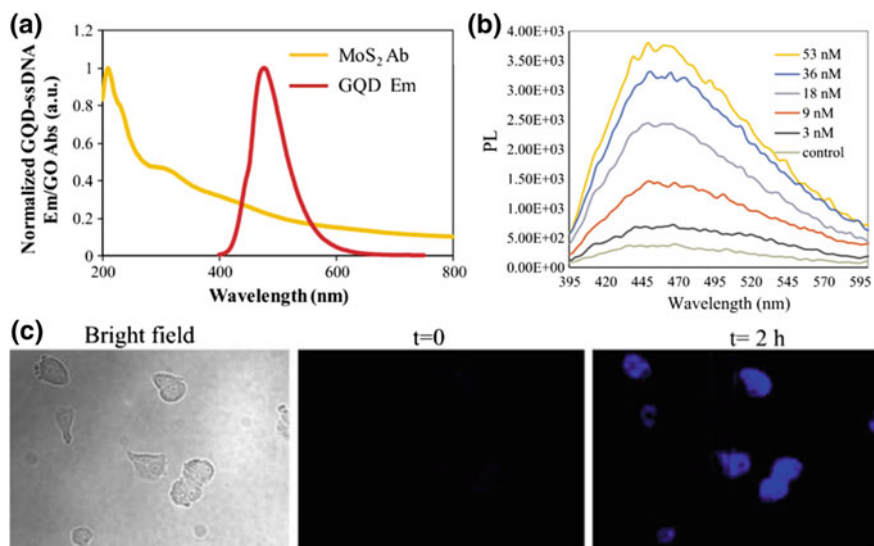 (a)
1.2
1
0.8
0.6
0.4
0.2
0
200
400
600
800
Normalized GQD-ssDNA
Em/GO Abs (a.u.)
Wavelength (nm)
MoS₂ Ab
GQD Em
(b)
4.00E+03
3.50E+03
3.00E+03
2.50E+03
2.00E+03
1.50E+03
1.00E+03
5.00E+02
0.00E+00
395
420
445
470
495
520
545
570
595
PL
Wavelength (nm)
53 nM
36 nM
18 nM
9 nM
3 nM
control
(c)
Bright field
t=0
t= 2 h